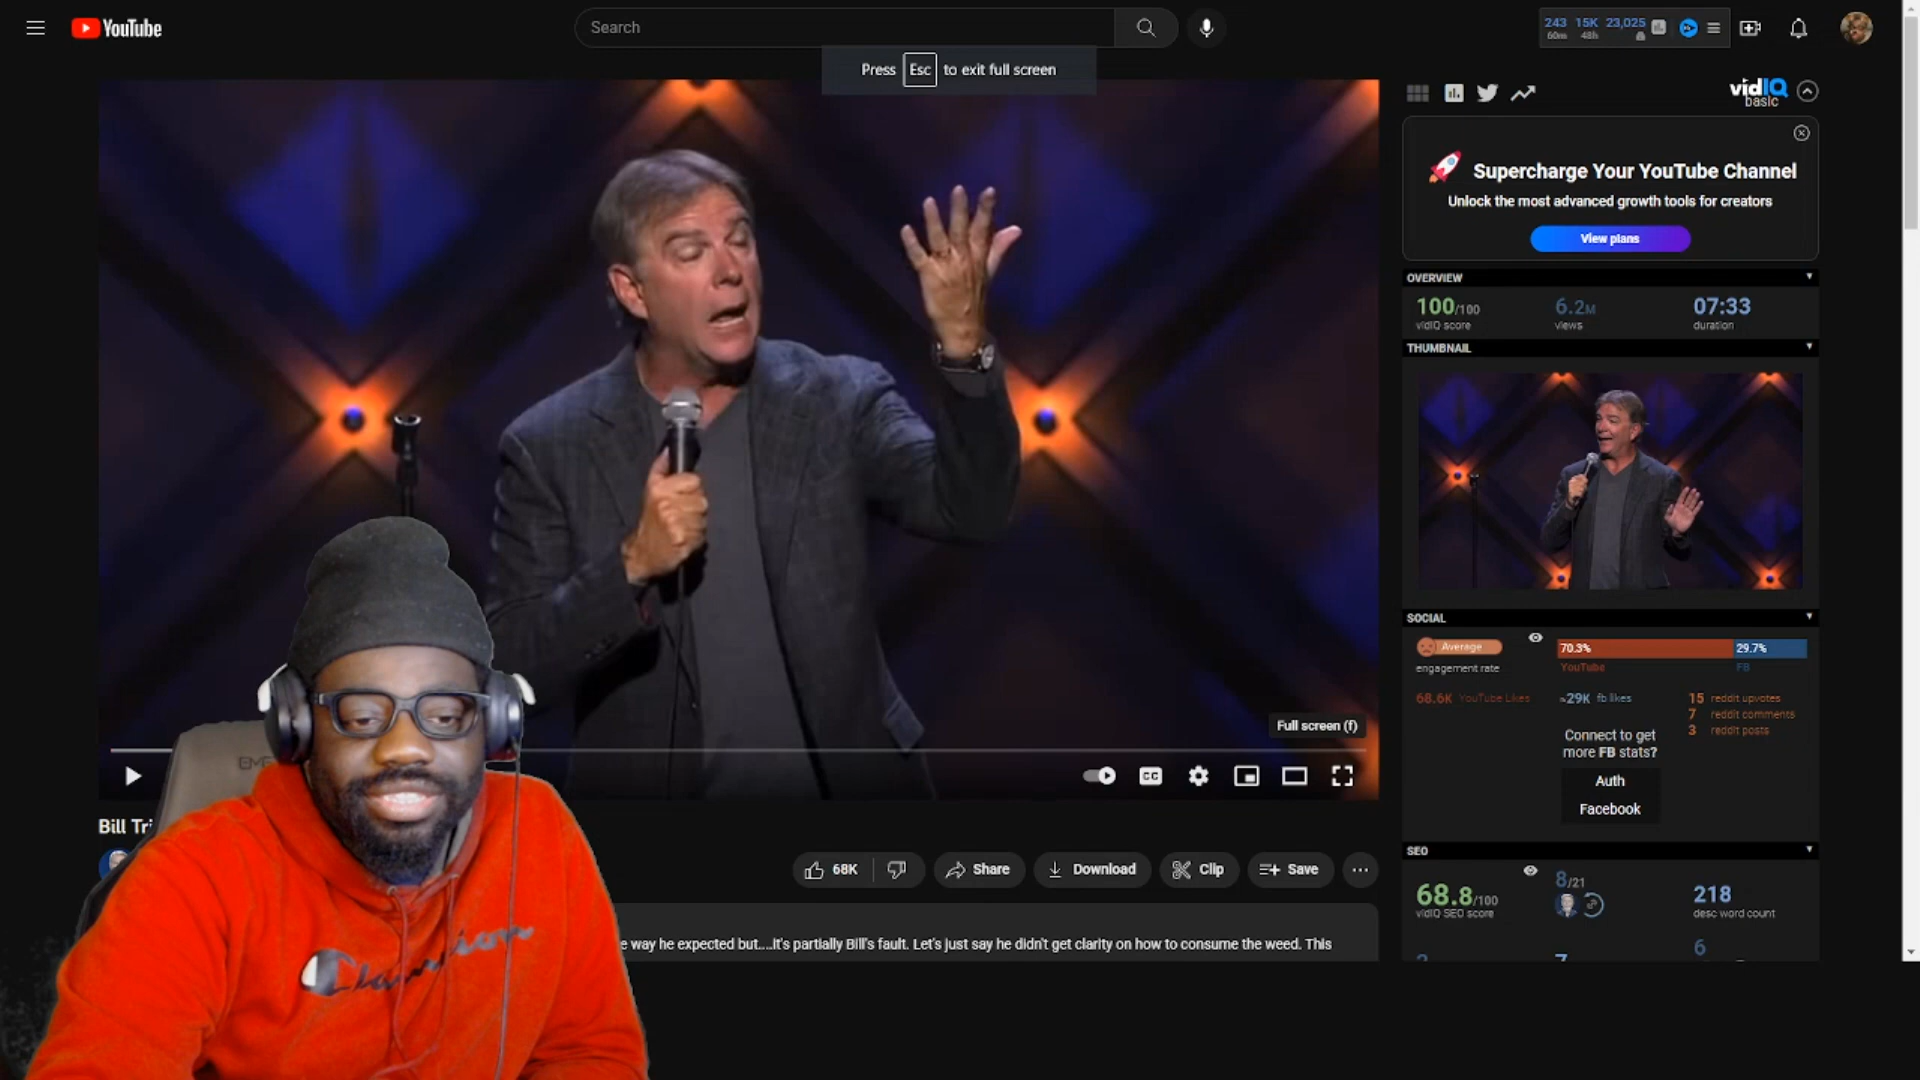 YouTube
Search
243 15K 23,025
60m 48h
Press Esc to exit full screen
vidIQ
basic
Supercharge Your YouTube Channel
Unlock the most advanced growth tools for creators
View plans
OVERVIEW
100/100 6.2M 07:33
vidIQ score views duration
THUMBNAIL
SOCIAL
Average 70.3% 29.7%
engagement rate YouTube FB
68.6K YouTube Likes ≈29K fb likes 15 reddit upvotes
7 reddit comments
3 reddit posts
Connect to get
more FB stats?
Auth
Facebook
Full screen (f)
CC
Bill Tri
68K Share Download Clip Save
SEO
68.8/100 8/21 218
vidIQ SEO score desc word count
6
e way he expected but....it's partially Bill's fault. Let's just say he didn't get clarity on how to consume the weed. This
Champion